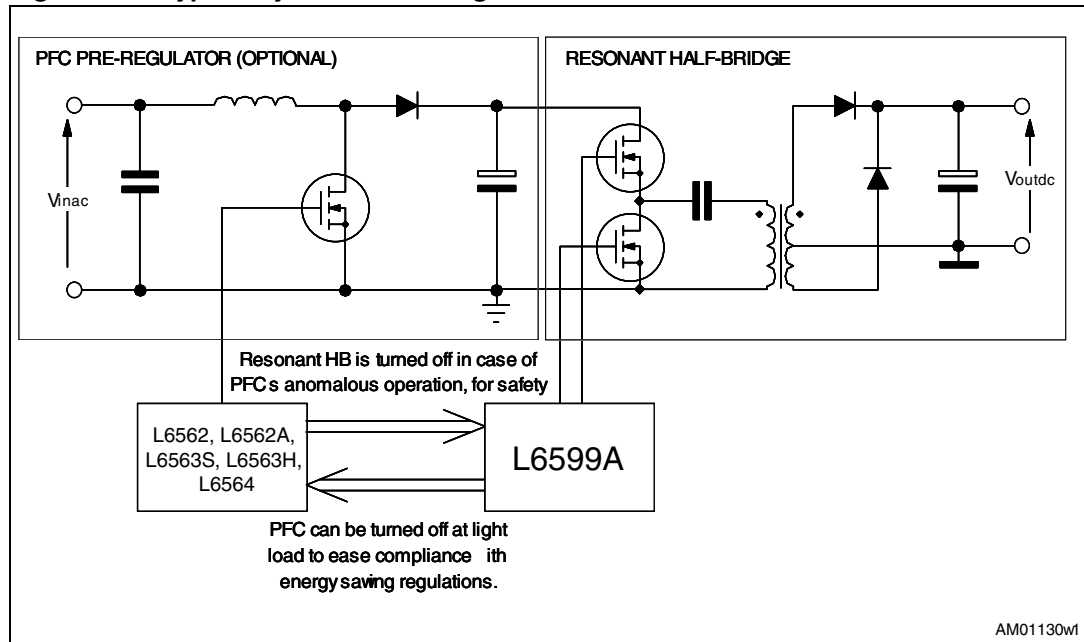 PFC PRE-REGULATOR (OPTIONAL)
RESONANT HALF-BRIDGE
Vinac
Voutdc
Resonant HB is turned off in case of
PFC s anomalous operation, for safety
L6562, L6562A,
L6563S, L6563H,
L6564
L6599A
PFC can be turned off at light
load to ease compliance ith
energy saving regulations.
AM01130w1